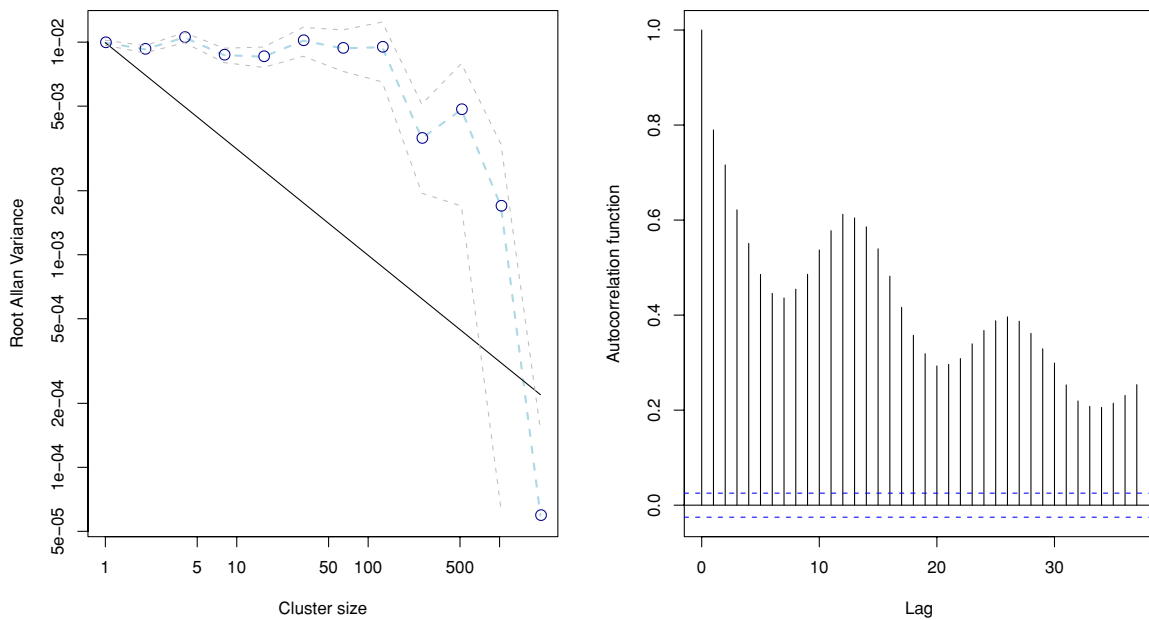 Root Allan Variance
1e−02
5e−03
2e−03
1e−03
5e−04
2e−04
1e−04
5e−05
1 5 10 50 100 500
Cluster size
Autocorrelation function
1.0
0.8
0.6
0.4
0.2
0.0
0 10 20 30
Lag